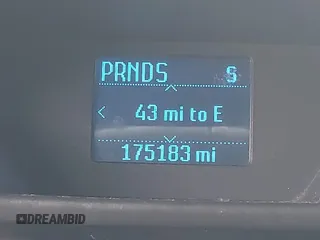 PRNDS S
43 mi to E
175183 mi
DREAMBID